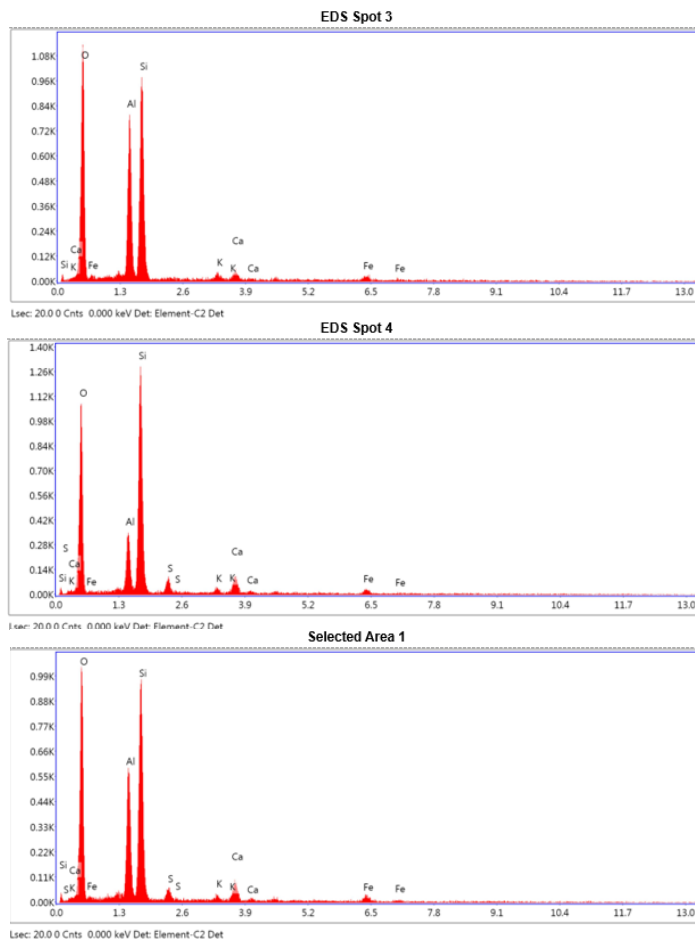 EDS Spot 3
1.08K
0.96K
0.84K
0.72K
0.60K
0.48K
0.36K
0.24K
0.12K
0.00K
O
Al
Si
Ca
Si K Fe
K K Ca Ca
Fe Fe
0.0 1.3 2.6 3.9 5.2 6.5 7.8 9.1 10.4 11.7 13.0
Lsec: 20.0 0 Cnts 0.000 keV Det: Element-C2 Det
EDS Spot 4
1.40K
1.26K
1.12K
0.98K
0.84K
0.70K
0.56K
0.42K
0.28K
0.14K
0.00K
Si
O
Al
S
Ca
Si K Fe
S S
K K Ca Ca
Fe Fe
0.0 1.3 2.6 3.9 5.2 6.5 7.8 9.1 10.4 11.7 13.0
Lsec: 20.0 0 Cnts 0.000 keV Det: Element-C2 Det
Selected Area 1
0.99K
0.88K
0.77K
0.66K
0.55K
0.44K
0.33K
0.22K
0.11K
0.00K
O
Si
Al
Si
Ca
S K Fe
S S
K K Ca Ca
Fe Fe
0.0 1.3 2.6 3.9 5.2 6.5 7.8 9.1 10.4 11.7 13.0
Lsec: 20.0 0 Cnts 0.000 keV Det: Element-C2 Det